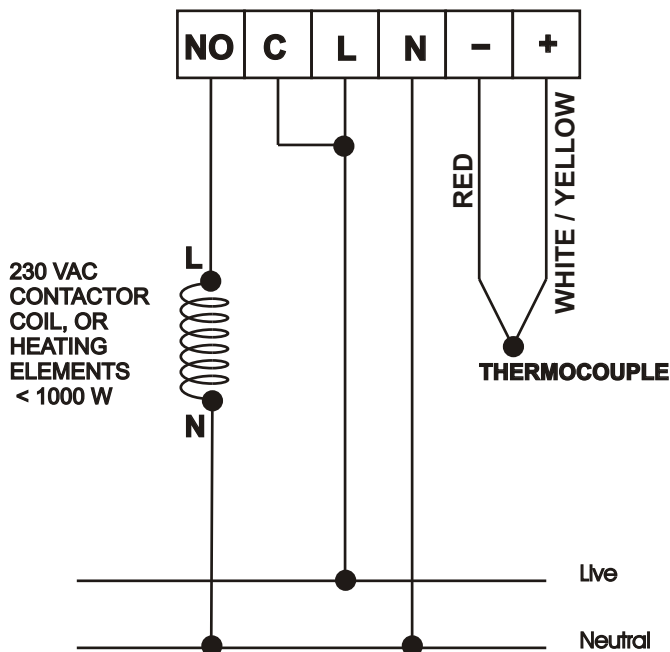 NO C L N - +
RED
WHITE / YELLOW
L
230 VAC
CONTACTOR
COIL, OR
HEATING
ELEMENTS
< 1000 W
N
THERMOCOUPLE
Live
Neutral